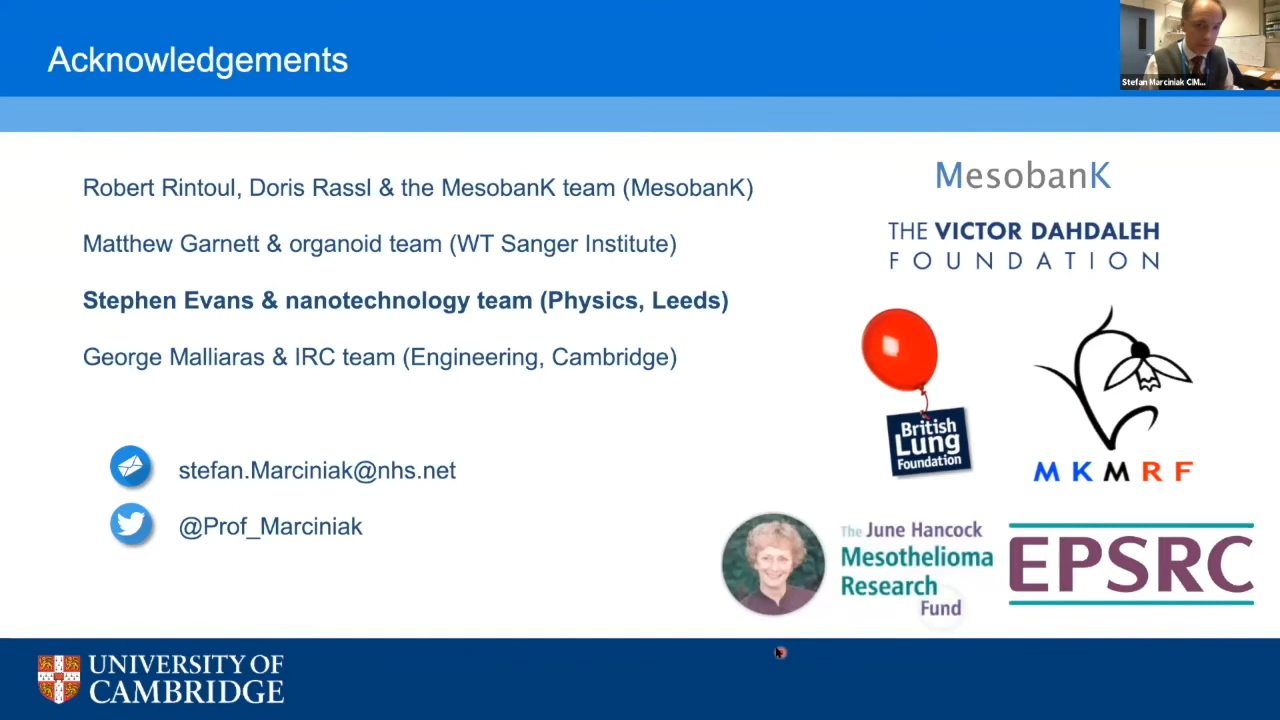 Acknowledgements
Stefan Marciniak CIM...
Robert Rintoul, Doris Rassl & the MesobanK team (MesobanK)
Matthew Garnett & organoid team (WT Sanger Institute)
Stephen Evans & nanotechnology team (Physics, Leeds)
George Malliaras & IRC team (Engineering, Cambridge)
stefan.Marciniak@nhs.net
@Prof_Marciniak
MesobanK
THE VICTOR DAHDALEH
FOUNDATION
British
Lung
Foundation
MKMRF
The June Hancock
Mesothelioma
Research
Fund
EPSRC
UNIVERSITY OF
CAMBRIDGE